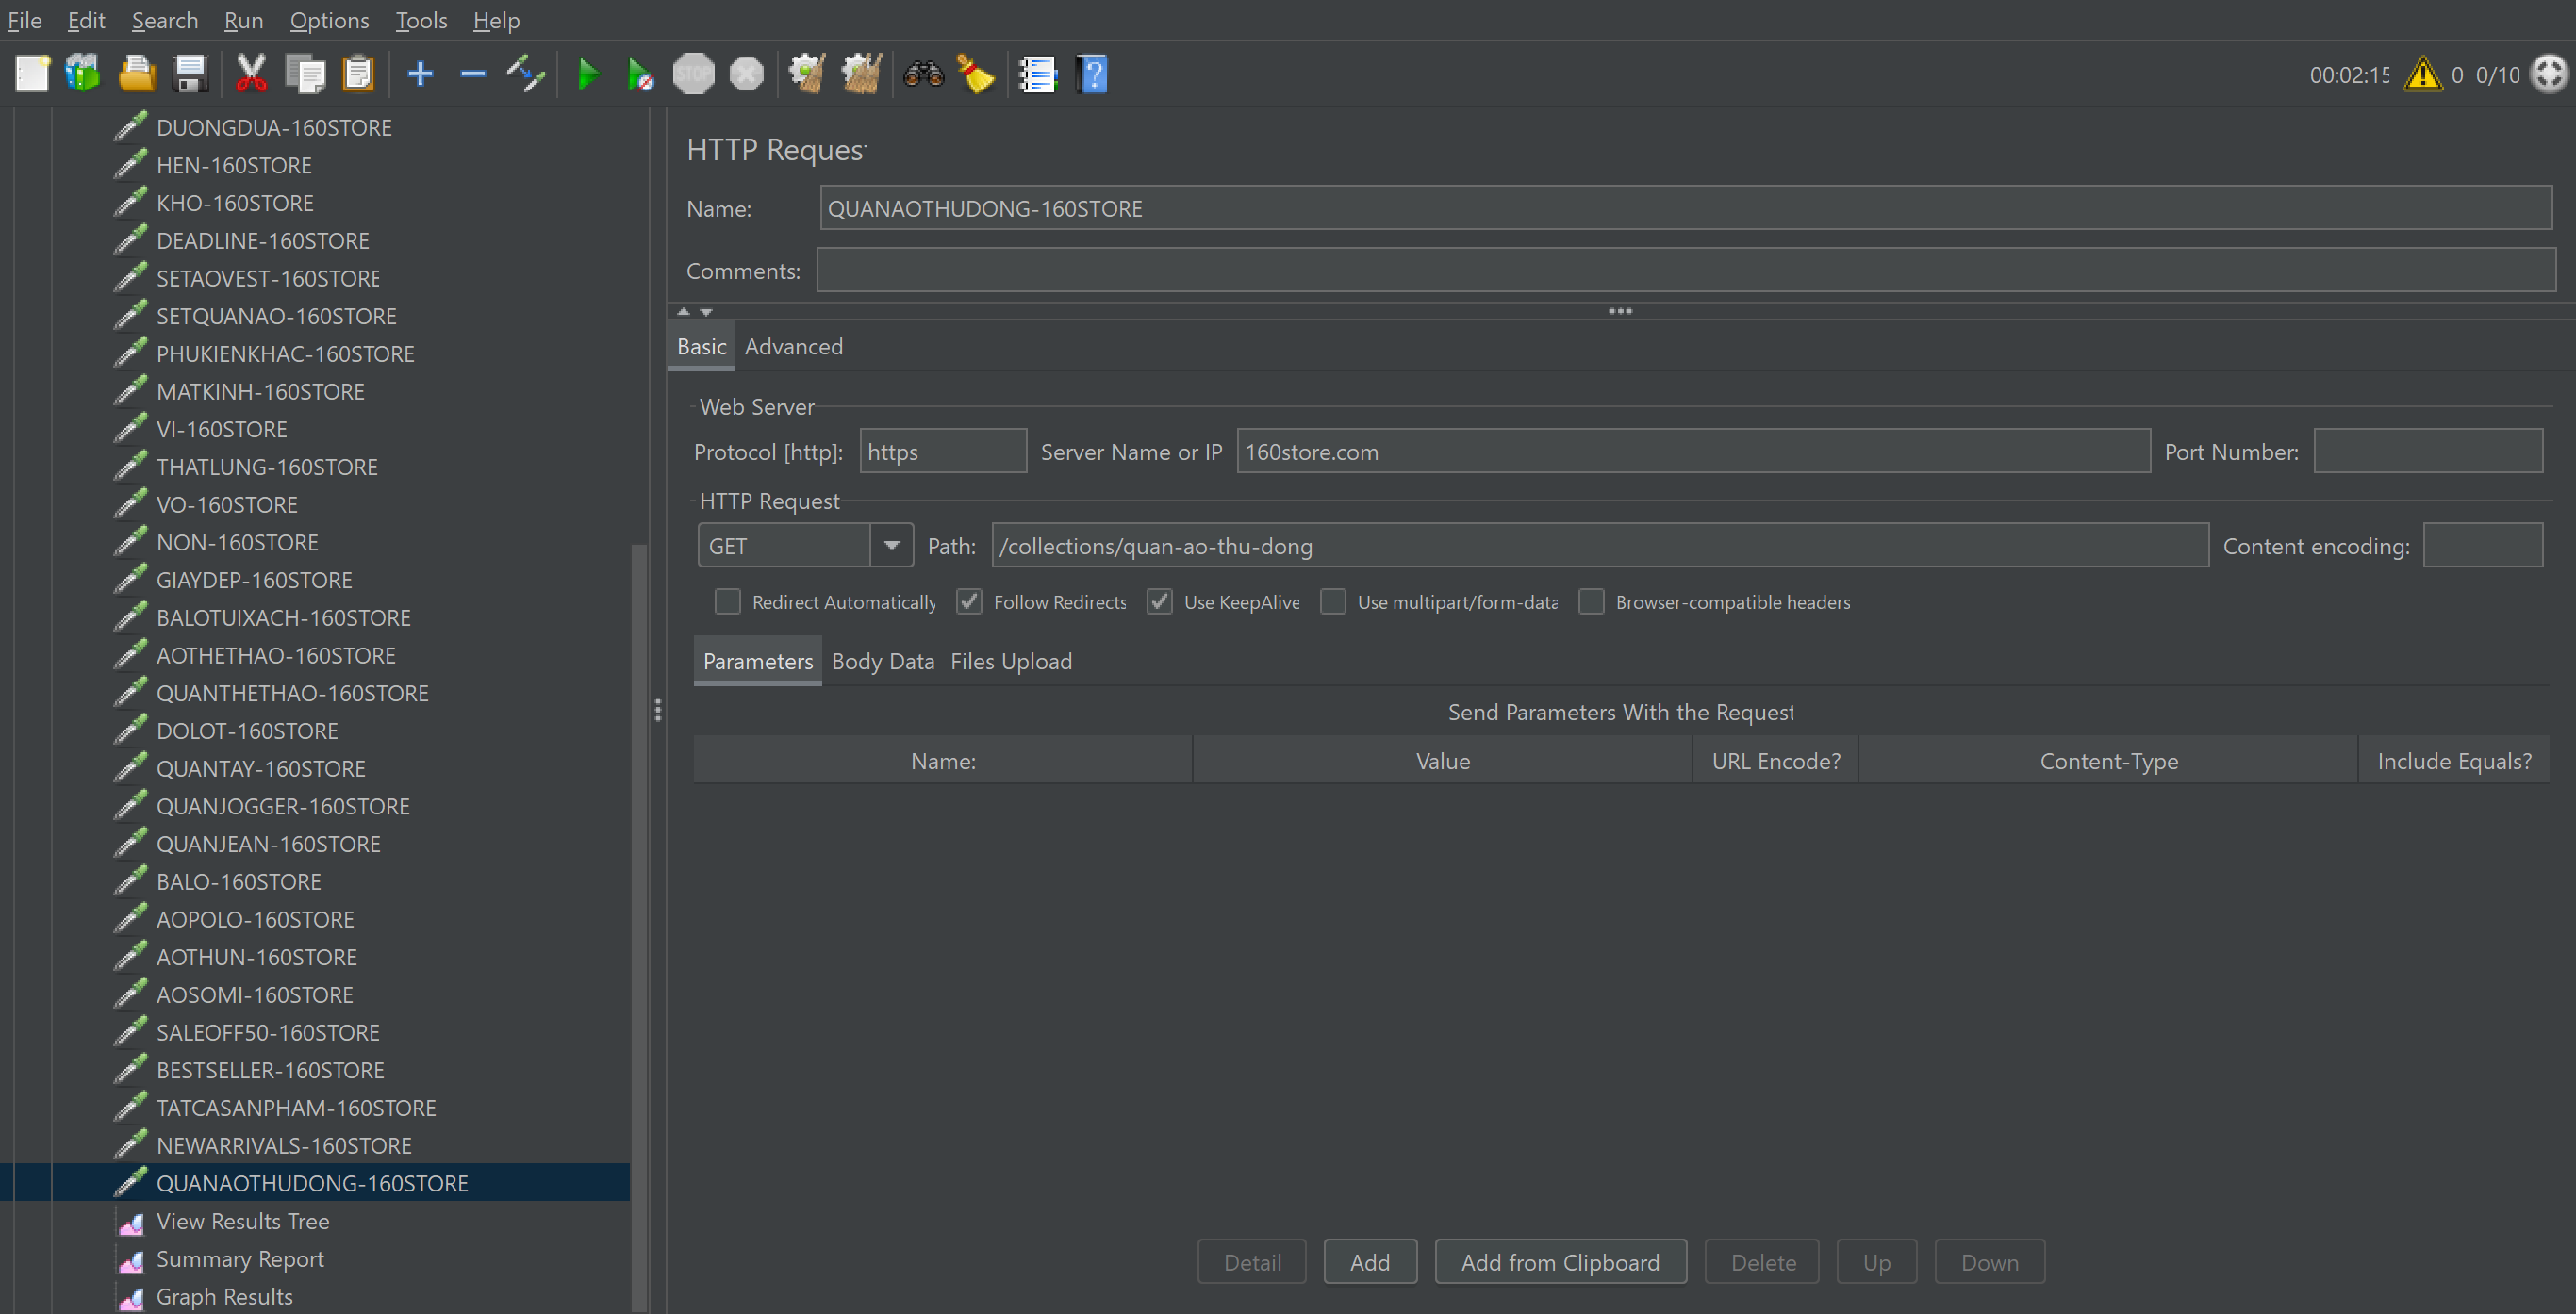 File Edit Search Run Options Tools Help
00:02:15 0 0/10
DUONGDUA-160STORE
HEN-160STORE
KHO-160STORE
DEADLINE-160STORE
SETAOVEST-160STORE
SETQUANAO-160STORE
PHUKIENKHAC-160STORE
MATKINH-160STORE
VI-160STORE
THATLUNG-160STORE
VO-160STORE
NON-160STORE
GIAYDEP-160STORE
BALOTUIXACH-160STORE
AOTHETHAO-160STORE
QUANTHETHAO-160STORE
DOLOT-160STORE
QUANTAY-160STORE
QUANJOGGER-160STORE
QUANJEAN-160STORE
BALO-160STORE
AOPOLO-160STORE
AOTHUN-160STORE
AOSOMI-160STORE
SALEOFF50-160STORE
BESTSELLER-160STORE
TATCASANPHAM-160STORE
NEWARRIVALS-160STORE
QUANAOTHUDONG-160STORE
View Results Tree
Summary Report
Graph Results
HTTP Request
Name: QUANAOTHUDONG-160STORE
Comments:
Basic Advanced
Web Server
Protocol [http]: https Server Name or IP 160store.com Port Number:
HTTP Request
GET Path: /collections/quan-ao-thu-dong Content encoding:
Redirect Automatically Follow Redirects Use KeepAlive Use multipart/form-data Browser-compatible headers
Parameters Body Data Files Upload
Send Parameters With the Request
Name: Value URL Encode? Content-Type Include Equals?
Detail Add Add from Clipboard Delete Up Down
STOP